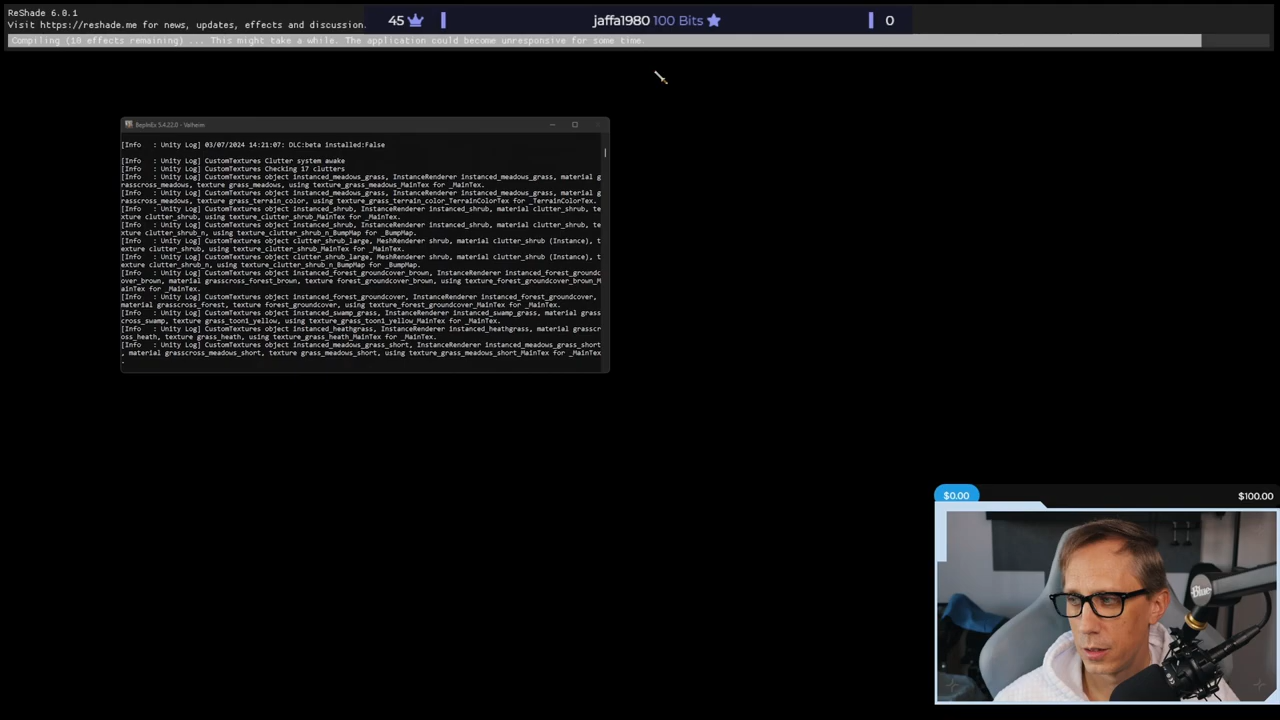 ReShade 6.0.1
Visit https://reshade.me for news, updates, effects and discussion.
45
jaffa1980 100 Bits
0
Compiling (10 effects remaining) ... This might take a while. The application could become unresponsive for some time.
BepInEx 5.4.22.0 - Valheim
[Info   : Unity Log] 03/07/2024 14:21:07: DLC:beta installed:False
[Info   : Unity Log] CustomTextures Clutter system awake
[Info   : Unity Log] CustomTextures Checking 17 clutters
[Info   : Unity Log] CustomTextures object instanced_meadows_grass, InstanceRenderer instanced_meadows_grass, material g
rasscross_meadows, texture grass_meadows, using texture_grass_meadows_MainTex for _MainTex.
[Info   : Unity Log] CustomTextures object instanced_meadows_grass, InstanceRenderer instanced_meadows_grass, material g
rasscross_meadows, texture grass_terrain_color, using texture_grass_terrain_color_TerrainColorTex for _TerrainColorTex.
[Info   : Unity Log] CustomTextures object instanced_shrub, InstanceRenderer instanced_shrub, material clutter_shrub, te
xture clutter_shrub, using texture_clutter_shrub_MainTex for _MainTex.
[Info   : Unity Log] CustomTextures object instanced_shrub, InstanceRenderer instanced_shrub, material clutter_shrub, te
xture clutter_shrub_n, using texture_clutter_shrub_n_BumpMap for _BumpMap.
[Info   : Unity Log] CustomTextures object clutter_shrub_large, MeshRenderer shrub, material clutter_shrub (Instance), t
exture clutter_shrub, using texture_clutter_shrub_MainTex for _MainTex.
[Info   : Unity Log] CustomTextures object clutter_shrub_large, MeshRenderer shrub, material clutter_shrub (Instance), t
exture clutter_shrub_n, using texture_clutter_shrub_n_BumpMap for _BumpMap.
[Info   : Unity Log] CustomTextures object instanced_forest_groundcover_brown, InstanceRenderer instanced_forest_groundc
over_brown, material grasscross_forest_brown, texture forest_groundcover_brown, using texture_forest_groundcover_brown_M
ainTex for _MainTex.
[Info   : Unity Log] CustomTextures object instanced_forest_groundcover, InstanceRenderer instanced_forest_groundcover,
material grasscross_forest, texture forest_groundcover, using texture_forest_groundcover_MainTex for _MainTex.
[Info   : Unity Log] CustomTextures object instanced_swamp_grass, InstanceRenderer instanced_swamp_grass, material grass
cross_swamp, texture grass_toon1_yellow, using texture_grass_toon1_yellow_MainTex for _MainTex.
[Info   : Unity Log] CustomTextures object instanced_heathgrass, InstanceRenderer instanced_heathgrass, material grasscr
oss_heath, texture grass_heath, using texture_grass_heath_MainTex for _MainTex.
[Info   : Unity Log] CustomTextures object instanced_meadows_grass_short, InstanceRenderer instanced_meadows_grass_short
, material grasscross_meadows_short, texture grass_meadows_short, using texture_grass_meadows_short_MainTex for _MainTex
.
$0.00
$100.00
Blue